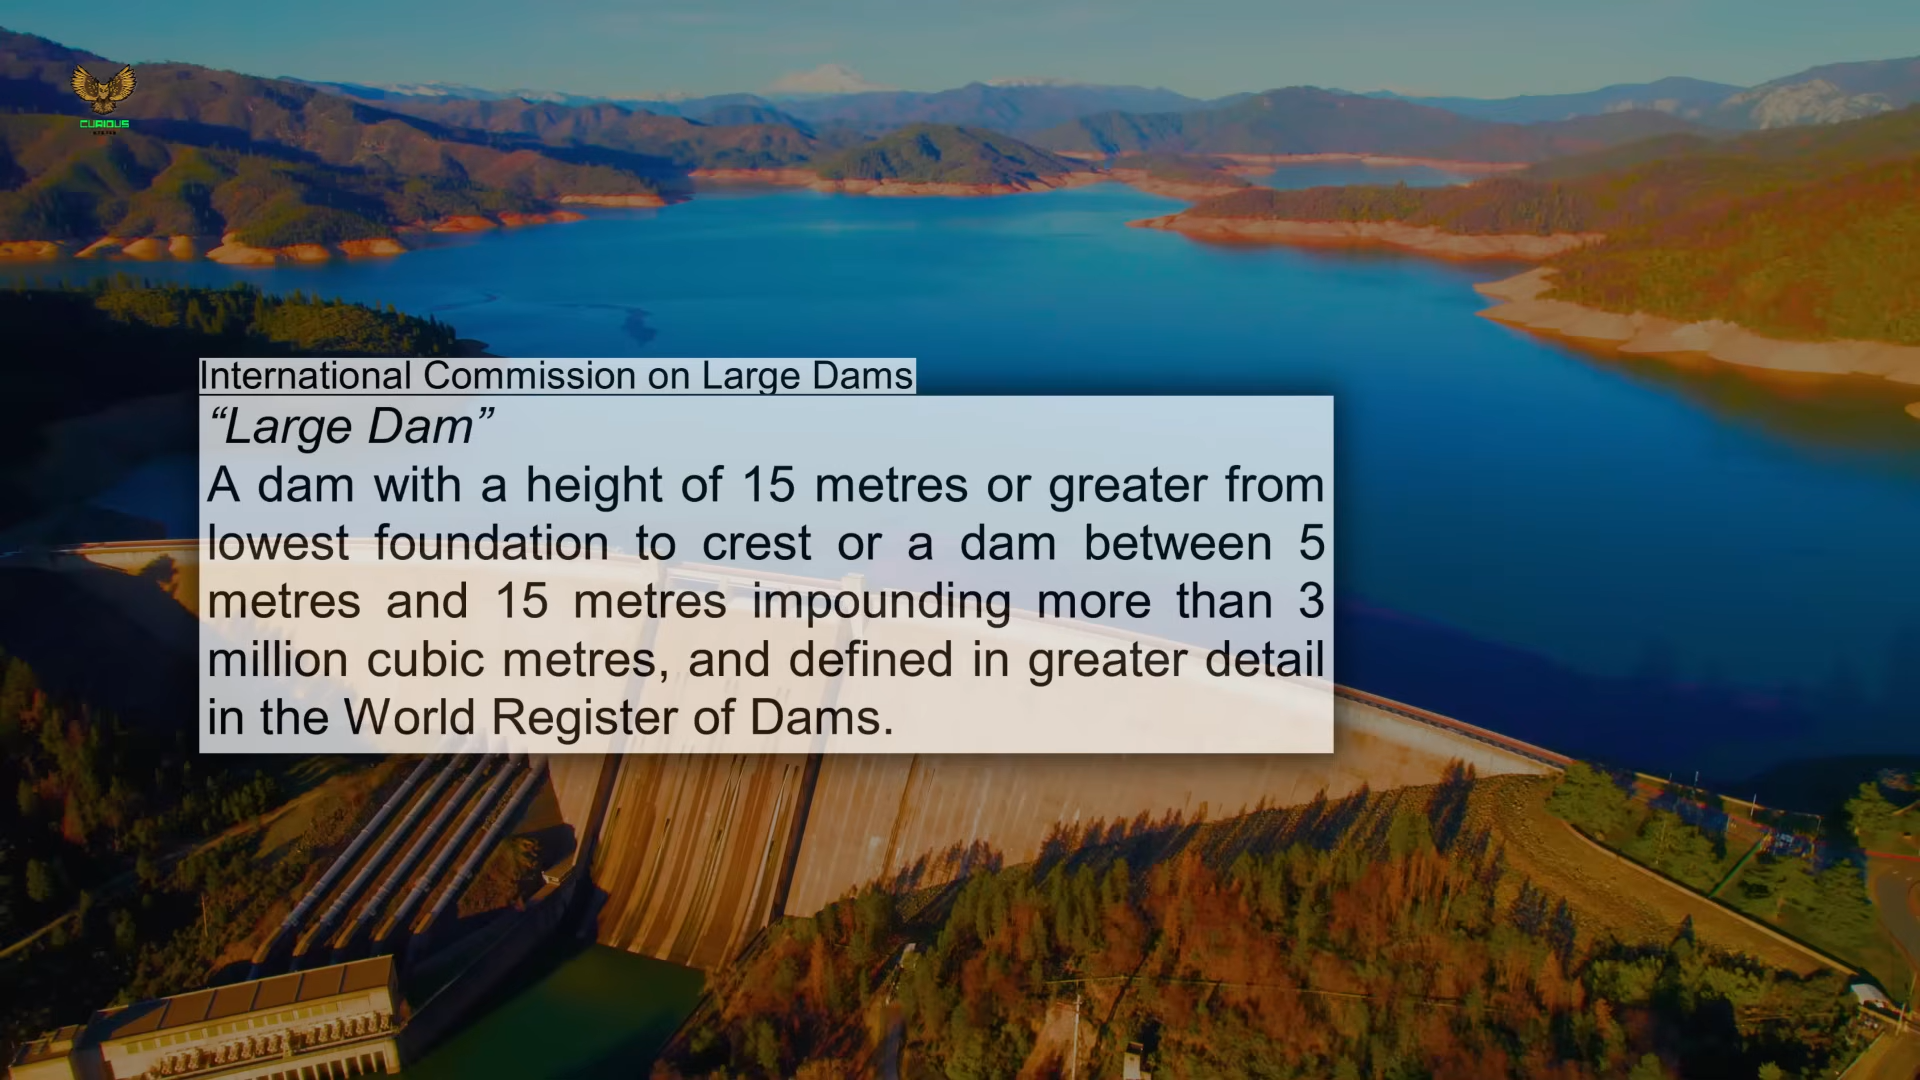 CURIOUS
International Commission on Large Dams
“Large Dam”
A dam with a height of 15 metres or greater from
lowest foundation to crest or a dam between 5
metres and 15 metres impounding more than 3
million cubic metres, and defined in greater detail
in the World Register of Dams.